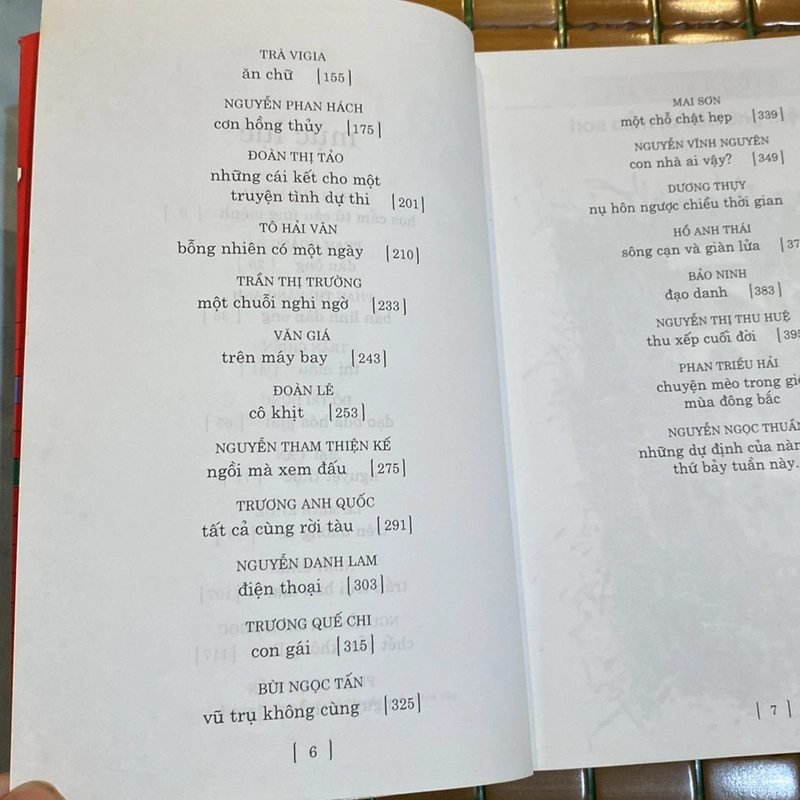 TRÀ VIGIA
ăn chữ [155]
NGUYỄN PHAN HÁCH
cơn hồng thủy [175]
ĐOÀN THỊ TẢO
những cái kết cho một
truyện tình dự thi [201]
TÔ HẢI VÂN
bỗng nhiên có một ngày [210]
TRẦN THỊ TRƯỜNG
một chuỗi nghi ngờ [233]
VĂN GIÁ
trên máy bay [243]
ĐOÀN LÊ
cô khịt [253]
NGUYỄN THAM THIỆN KẾ
ngồi mà xem đấu [275]
TRƯƠNG ANH QUỐC
tất cả cùng rời tàu [291]
NGUYỄN DANH LAM
điện thoại [303]
TRƯƠNG QUẾ CHI
con gái [315]
BÙI NGỌC TẤN
vũ trụ không cùng [325]
[ 6 ]
MAI SƠN
một chỗ chật hẹp [339]
NGUYỄN VĨNH NGUYÊN
con nhà ai vậy? [349]
DƯƠNG THỤY
nụ hôn ngược chiều thời gian
HỒ ANH THÁI
sông cạn và giàn lửa [37
BẢO NINH
đạo danh [383]
NGUYỄN THỊ THU HUỆ
thu xếp cuối đời [395
PHAN TRIỀU HẢI
chuyện mèo trong
mùa đông bắc
NGUYỄN NGỌC THUẦN
những dự định của
thứ bảy tuần này..
[ 7 ]